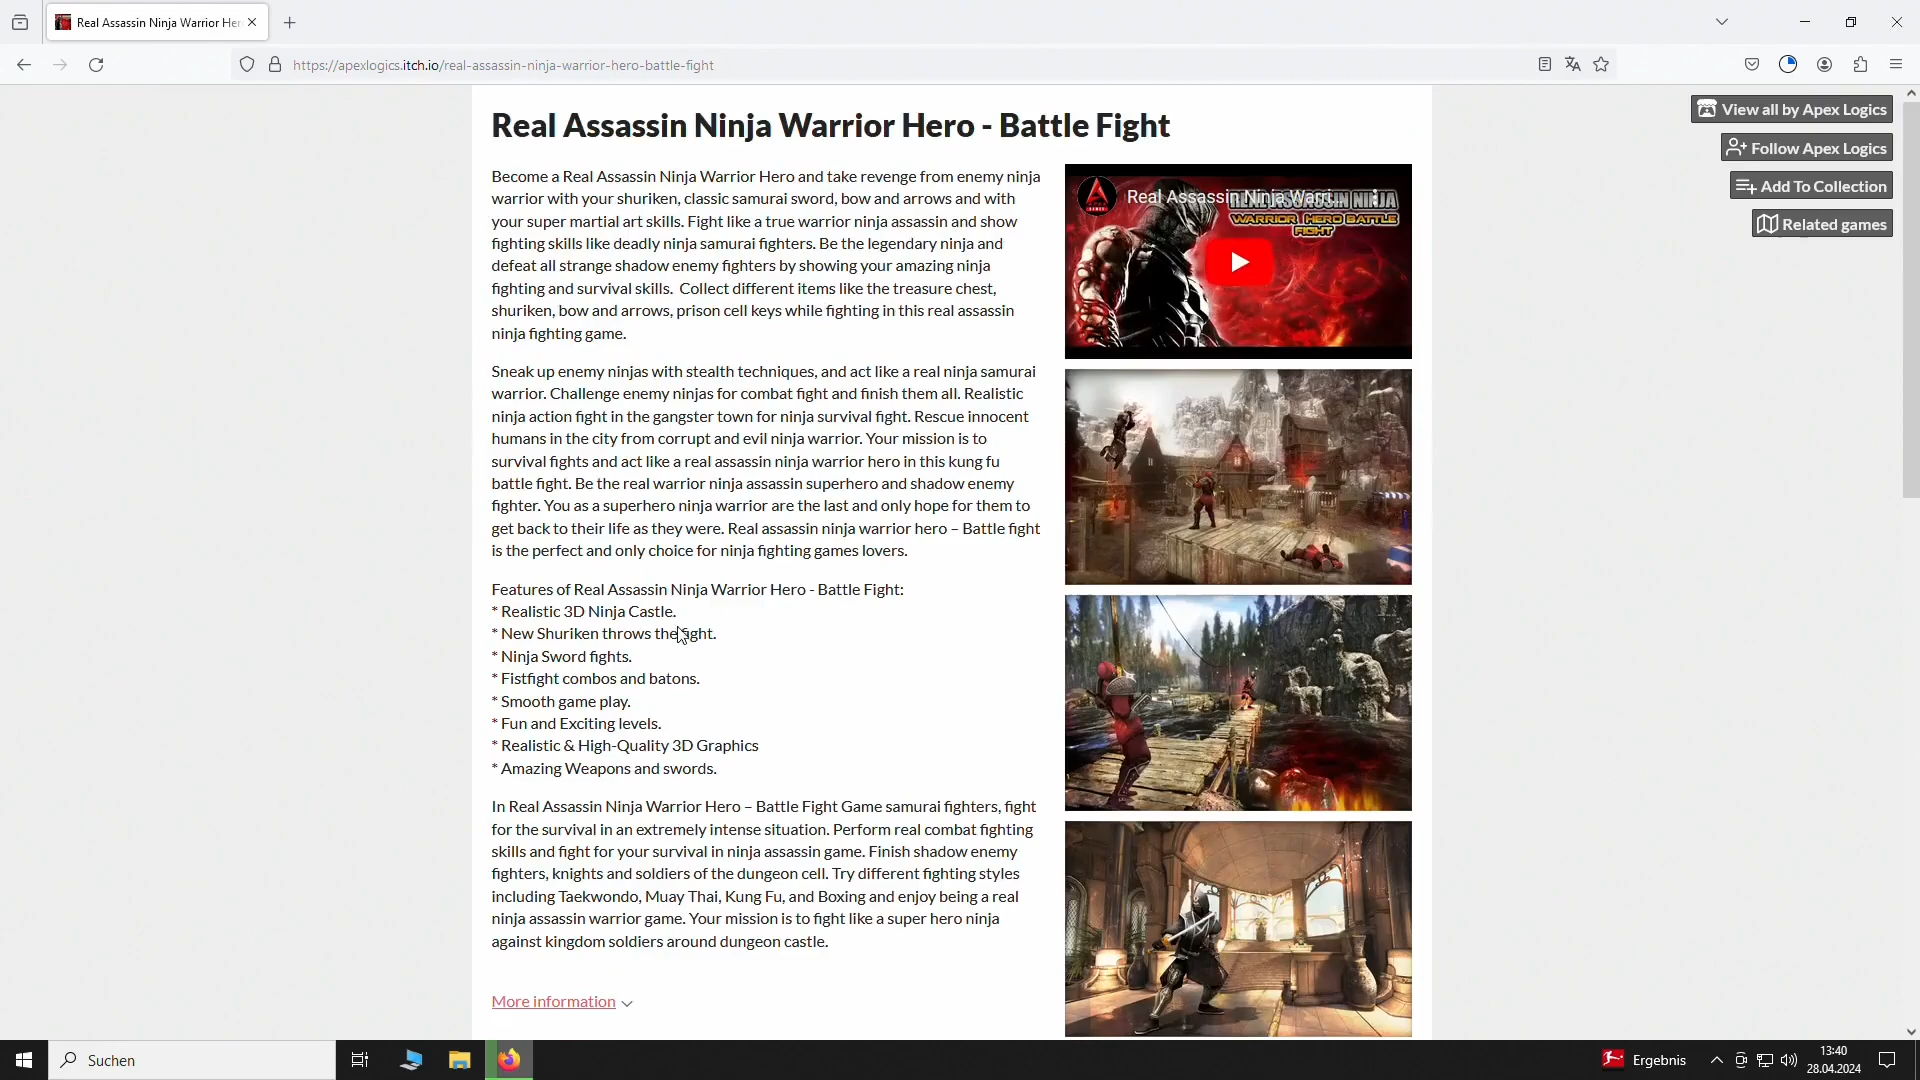 Real Assassin Ninja Warrior Her
https://apexlogics.itch.io/real-assassin-ninja-warrior-hero-battle-fight
View all by Apex Logics
Follow Apex Logics
Add To Collection
Related games
Real Assassin Ninja Warrior Hero - Battle Fight
Become a Real Assassin Ninja Warrior Hero and take revenge from enemy ninja
warrior with your shuriken, classic samurai sword, bow and arrows and with
your super martial art skills. Fight like a true warrior ninja assassin and show
fighting skills like deadly ninja samurai fighters. Be the legendary ninja and
defeat all strange shadow enemy fighters by showing your amazing ninja
fighting and survival skills.  Collect different items like the treasure chest,
shuriken, bow and arrows, prison cell keys while fighting in this real assassin
ninja fighting game.
Sneak up enemy ninjas with stealth techniques, and act like a real ninja samurai
warrior. Challenge enemy ninjas for combat fight and finish them all. Realistic
ninja action fight in the gangster town for ninja survival fight. Rescue innocent
humans in the city from corrupt and evil ninja warrior. Your mission is to
survival fights and act like a real assassin ninja warrior hero in this kung fu
battle fight. Be the real warrior ninja assassin superhero and shadow enemy
fighter. You as a superhero ninja warrior are the last and only hope for them to
get back to their life as they were. Real assassin ninja warrior hero – Battle fight
is the perfect and only choice for ninja fighting games lovers.
Features of Real Assassin Ninja Warrior Hero - Battle Fight:
* Realistic 3D Ninja Castle.
* New Shuriken throws the fight.
* Ninja Sword fights.
* Fistfight combos and batons.
* Smooth game play.
* Fun and Exciting levels.
* Realistic & High-Quality 3D Graphics
* Amazing Weapons and swords.
In Real Assassin Ninja Warrior Hero – Battle Fight Game samurai fighters, fight
for the survival in an extremely intense situation. Perform real combat fighting
skills and fight for your survival in ninja assassin game. Finish shadow enemy
fighters, knights and soldiers of the dungeon cell. Try different fighting styles
including Taekwondo, Muay Thai, Kung Fu, and Boxing and enjoy being a real
ninja assassin warrior game. Your mission is to fight like a super hero ninja
against kingdom soldiers around dungeon castle.
More information
Real Assassin Ninja Warri...
REAL ASSASSIN NINJA
WARRIOR HERO BATTLE
FIGHT
Suchen
Ergebnis
13:40
28.04.2024